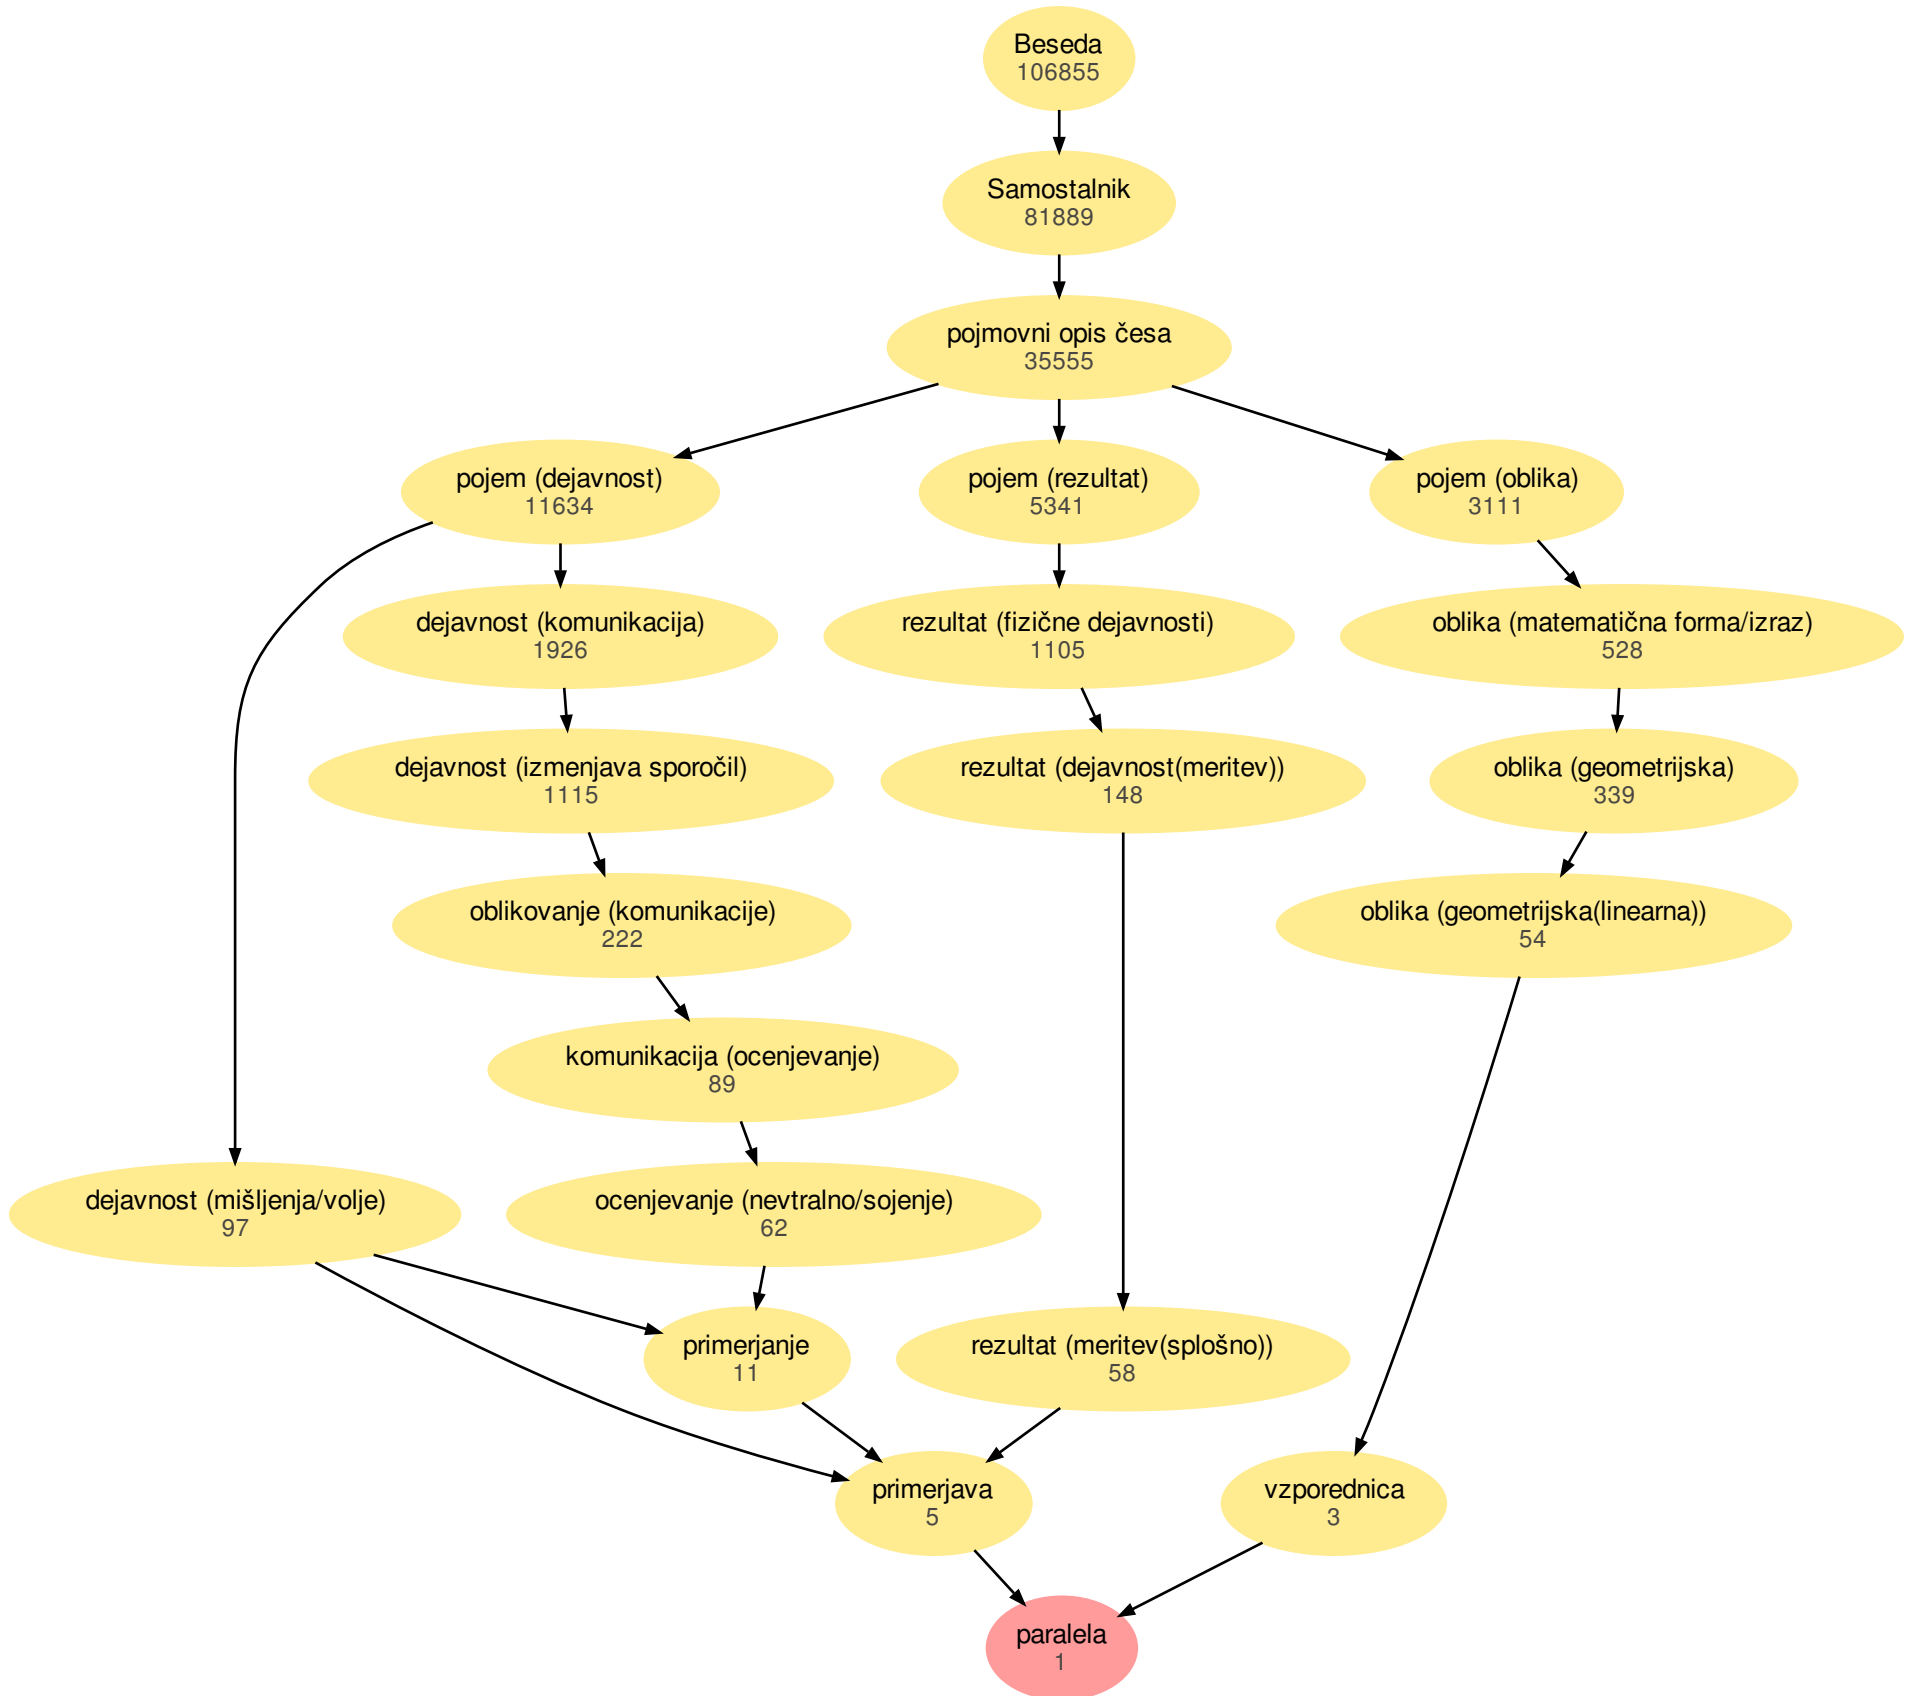 Beseda
106855
Samostalnik
81889
pojmovni opis česa
35555
pojem (dejavnost)
11634
pojem (rezultat)
5341
pojem (oblika)
3111
dejavnost (komunikacija)
1926
rezultat (fizične dejavnosti)
1105
oblika (matematična forma/izraz)
528
dejavnost (izmenjava sporočil)
1115
rezultat (dejavnost(meritev))
148
oblika (geometrijska)
339
oblikovanje (komunikacije)
222
oblika (geometrijska(linearna))
54
komunikacija (ocenjevanje)
89
dejavnost (mišljenja/volje)
97
ocenjevanje (nevtralno/sojenje)
62
primerjanje
11
rezultat (meritev(splošno))
58
primerjava
5
vzporednica
3
paralela
1